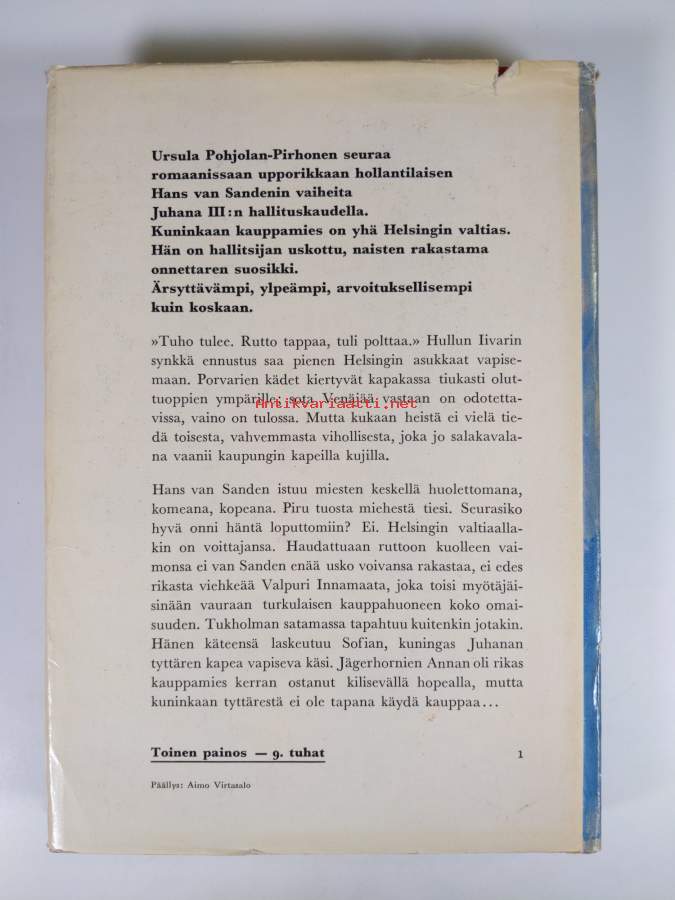 Ursula Pohjolan-Pirhonen seuraa
romaanissaan upporikkaan hollantilaisen
Hans van Sandenin vaiheita
Juhana III:n hallituskaudella.
Kuninkaan kauppamies on yhä Helsingin valtias.
Hän on hallitsijan uskottu, naisten rakastama
onnettaren suosikki.
Ärsyttävämpi, ylpeämpi, arvoituksellisempi
kuin koskaan.
»Tuho tulee. Rutto tappaa, tuli polttaa.» Hullun Iivarin
synkkä ennustus saa pienen Helsingin asukkaat vapise-
maan. Porvarien kädet kiertyvät kapakassa tiukasti olut-
tuoppien ympärille: sota Venäjää vastaan on odotetta-
Antikvariaatti.net
vissa, vaino on tulossa. Mutta kukaan heistä ei vielä tie-
dä toisesta, vahvemmasta vihollisesta, joka jo salakavala-
na vaanii kaupungin kapeilla kujilla.
Hans van Sanden istuu miesten keskellä huolettomana,
komeana, kopeana. Piru tuosta miehestä tiesi. Seurasiko
hyvä onni häntä loputtomiin? Ei. Helsingin valtiaalla-
kin on voittajansa. Haudattuaan ruttoon kuolleen vai-
monsa ei van Sanden enää usko voivansa rakastaa, ei edes
rikasta viehkeää Valpuri Innamaata, joka toisi myötäjäi-
sinään vauraan turkulaisen kauppahuoneen koko omai-
suuden. Tukholman satamassa tapahtuu kuitenkin jotakin.
Hänen käteensä laskeutuu Sofian, kuningas Juhanan
tyttären kapea vapiseva käsi. Jägerhornien Annan oli rikas
kauppamies kerran ostanut kilisevällä hopealla, mutta
kuninkaan tyttärestä ei ole tapana käydä kauppaa...
Toinen painos — 9. tuhat 1
Päällys: Aimo Virtasalo